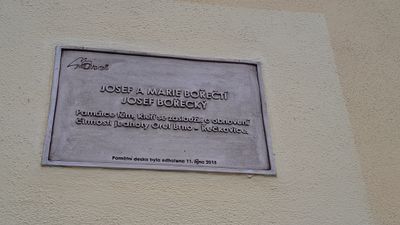 Orel
JOSEF A MARIE BOŘEČTÍ
JOSEF BOŘECKÝ
Památce těm, kteří se zasloužili o obnovení
činnosti jednoty Orel Brno - Řečkovice.
Pamětní deska byla odhalena 11. října 2015